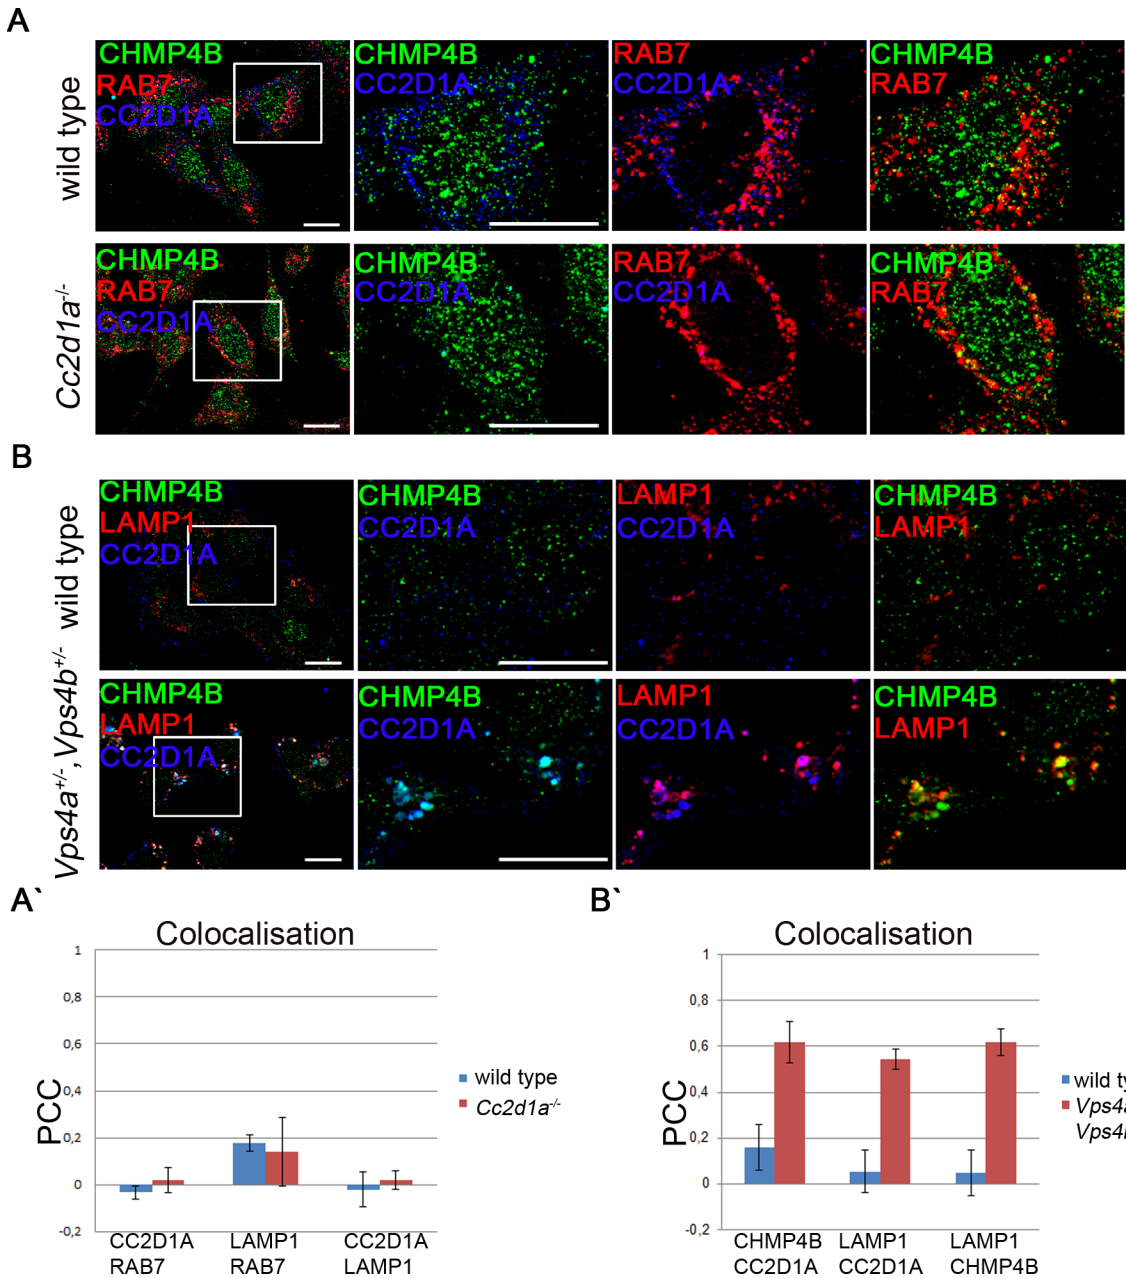 A
wild type
CHMP4B
RAB7
CC2D1A
CHMP4B
CC2D1A
RAB7
CC2D1A
CHMP4B
RAB7
Cc2d1a-/-
CHMP4B
RAB7
CC2D1A
CHMP4B
CC2D1A
RAB7
CC2D1A
CHMP4B
RAB7
B
wild type
CHMP4B
LAMP1
CC2D1A
CHMP4B
CC2D1A
LAMP1
CC2D1A
CHMP4B
LAMP1
Vps4a+/-, Vps4b+/-
CHMP4B
LAMP1
CC2D1A
CHMP4B
CC2D1A
LAMP1
CC2D1A
CHMP4B
LAMP1
A`
Colocalisation
PCC
1
0,8
0,6
0,4
0,2
0
-0,2
CC2D1A
RAB7
LAMP1
RAB7
CC2D1A
LAMP1
wild type
Cc2d1a-/-
B`
Colocalisation
PCC
1
0,8
0,6
0,4
0,2
0
-0,2
CHMP4B
CC2D1A
LAMP1
CC2D1A
LAMP1
CHMP4B
wild ty
Vps4a
Vps4